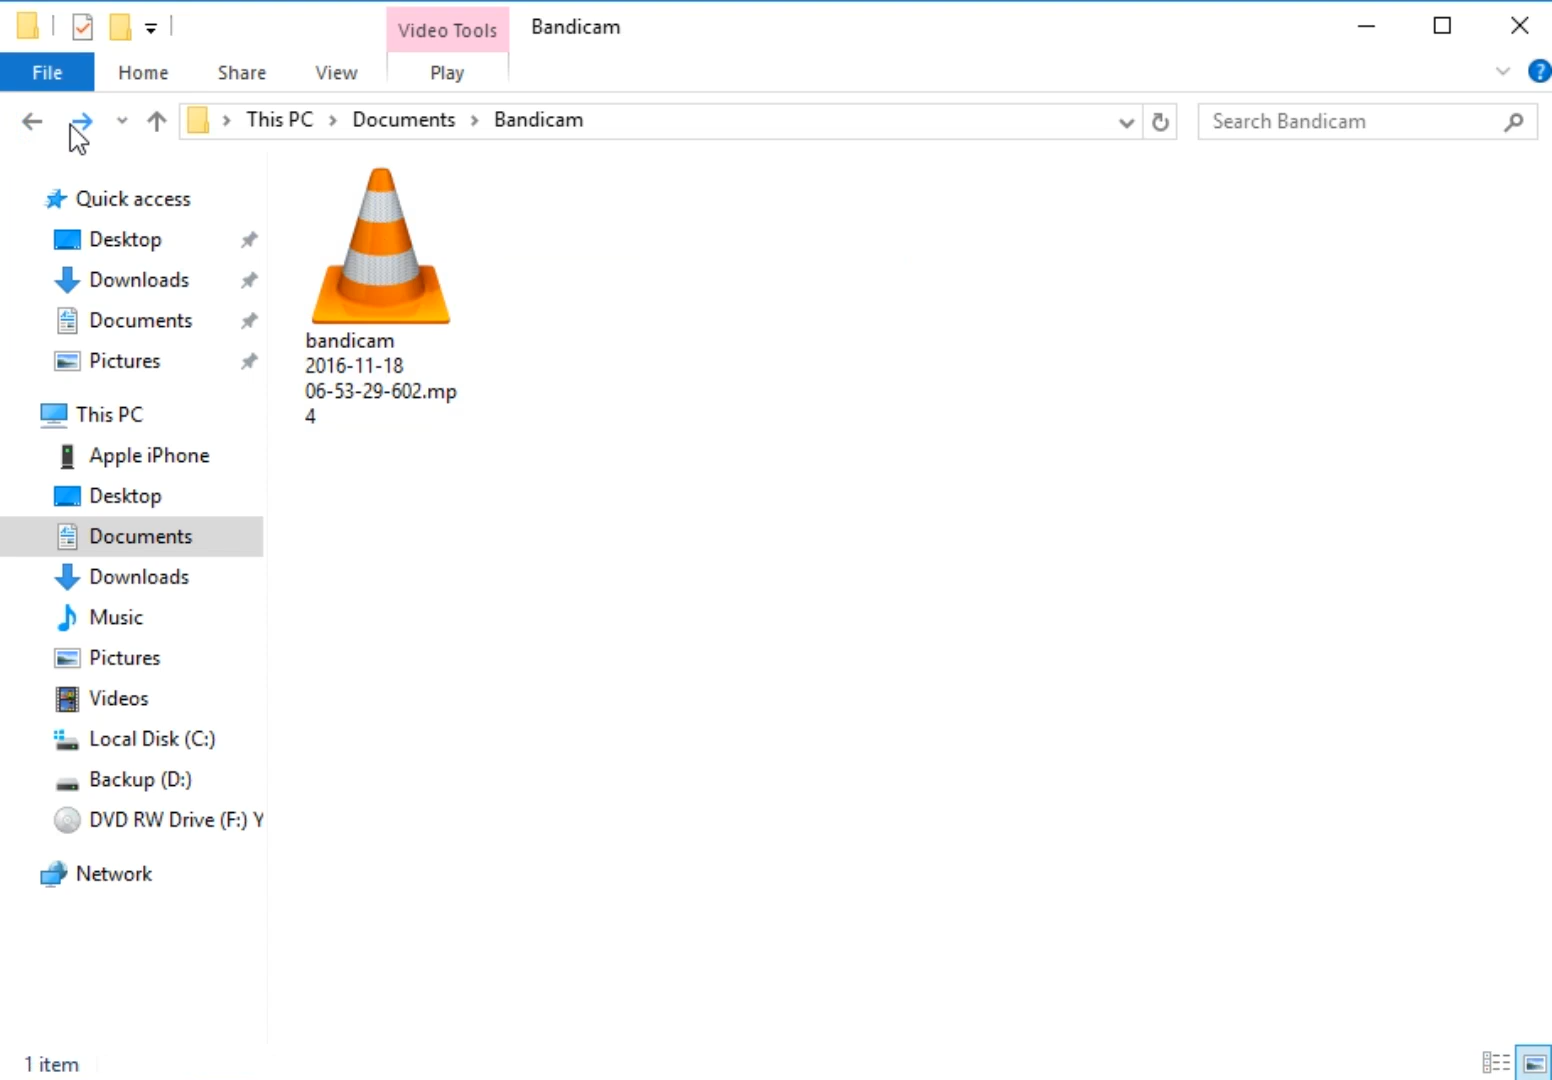 Video Tools
Bandicam
File
Home
Share
View
Play
?
This PC > Documents > Bandicam
Search Bandicam
Quick access
Desktop
Downloads
Documents
Pictures
This PC
Apple iPhone
Desktop
Documents
Downloads
Music
Pictures
Videos
Local Disk (C:)
Backup (D:)
DVD RW Drive (F:) Y
Network
bandicam
2016-11-18
06-53-29-602.mp
4
1 item